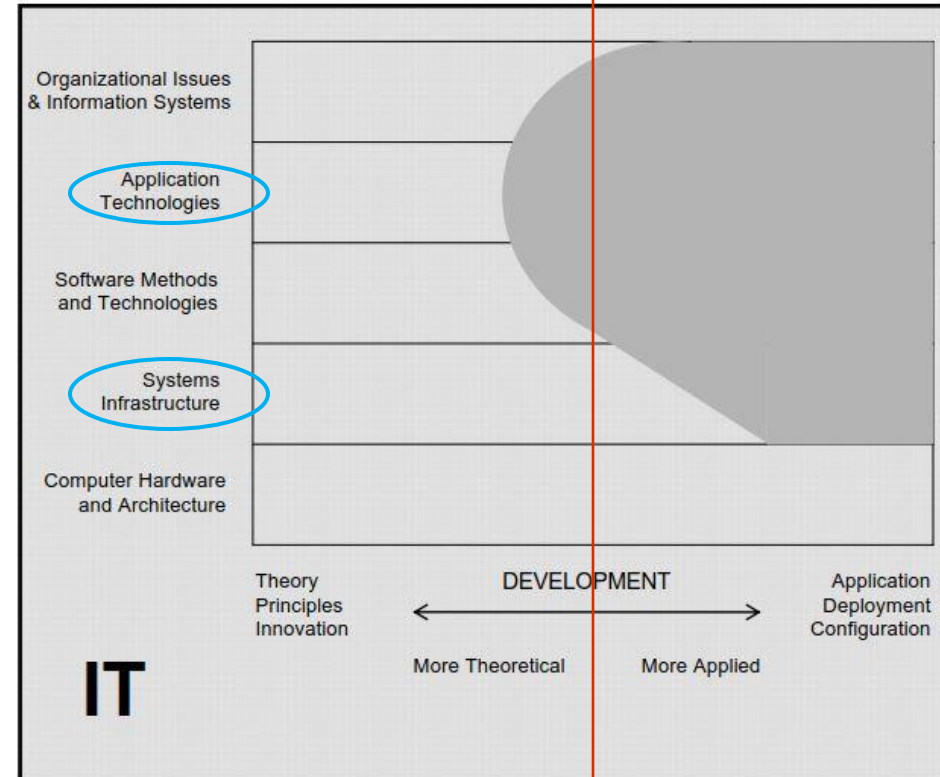 Organizational Issues
& Information Systems
Application
Technologies
Software Methods
and Technologies
Systems
Infrastructure
Computer Hardware
and Architecture
Theory
Principles
Innovation
DEVELOPMENT
Application
Deployment
Configuration
More Theoretical
More Applied
IT